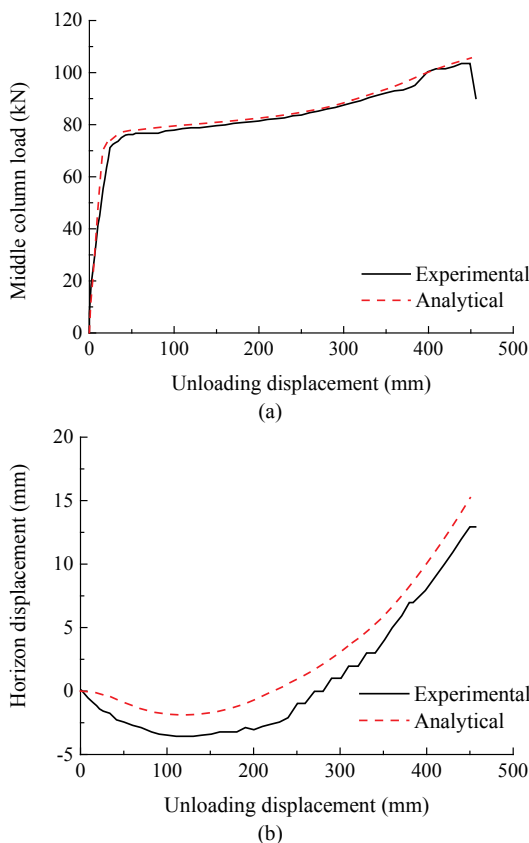 120
100
80
60
40
20
0
Middle column load (kN)
Experimental
Analytical
0 100 200 300 400 500
Unloading displacement (mm)
(a)
20
15
10
5
0
-5
Horizon displacement (mm)
Experimental
Analytical
0 100 200 300 400 500
Unloading displacement (mm)
(b)